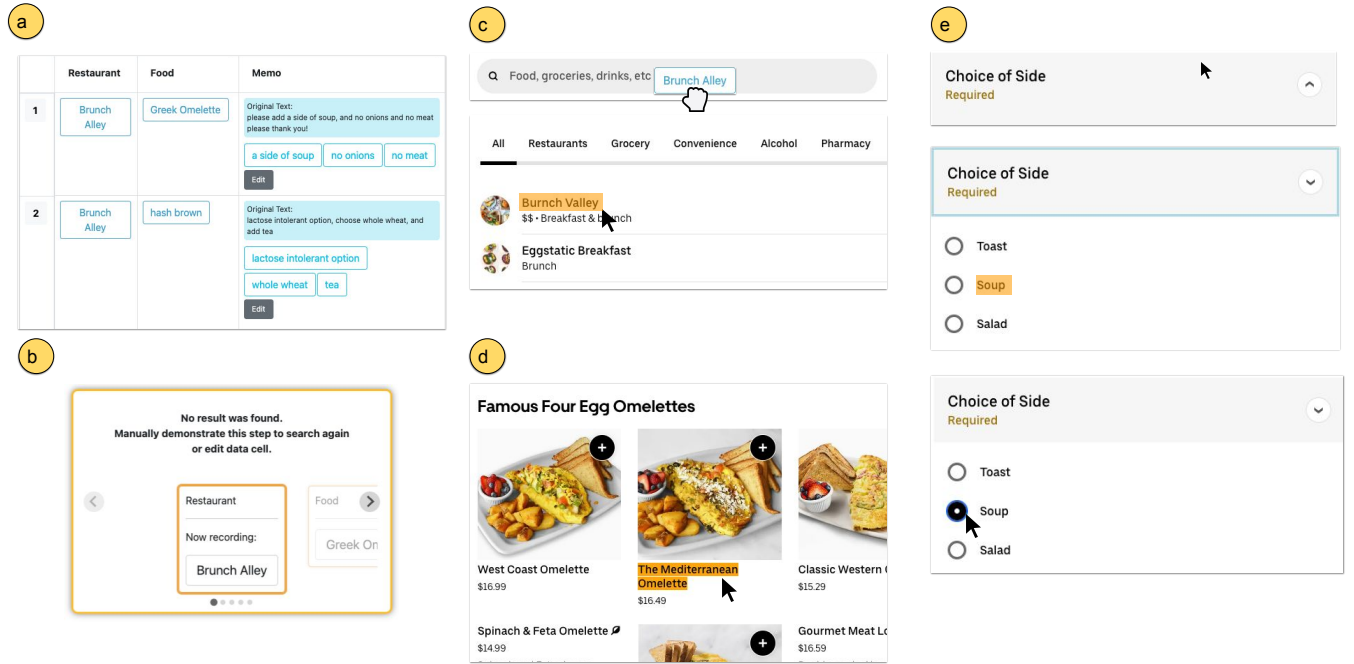 a
Restaurant Food Memo
1 Brunch Alley Greek Omelette Original Text:
please add a side of soup, and no onions and no meat
please thank you!
a side of soup no onions no meat
Edit
2 Brunch Alley hash brown Original Text:
lactose intolerant option, choose whole wheat, and
add tea
lactose intolerant option
whole wheat tea
Edit
b
No result was found.
Manually demonstrate this step to search again
or edit data cell.
Restaurant Food
Now recording:
Brunch Alley Greek On
c
Food, groceries, drinks, etc Brunch Alley
All Restaurants Grocery Convenience Alcohol Pharmacy
Burnch Valley
$$ • Breakfast & brunch
Eggstatic Breakfast
Brunch
d
Famous Four Egg Omelettes
West Coast Omelette
$16.99
The Mediterranean
Omelette
$16.49
Classic Western
$15.29
Spinach & Feta Omelette
$14.99
Gourmet Meat Lo
$16.59
e
Choice of Side
Required
Choice of Side
Required
Toast
Soup
Salad
Choice of Side
Required
Toast
Soup
Salad